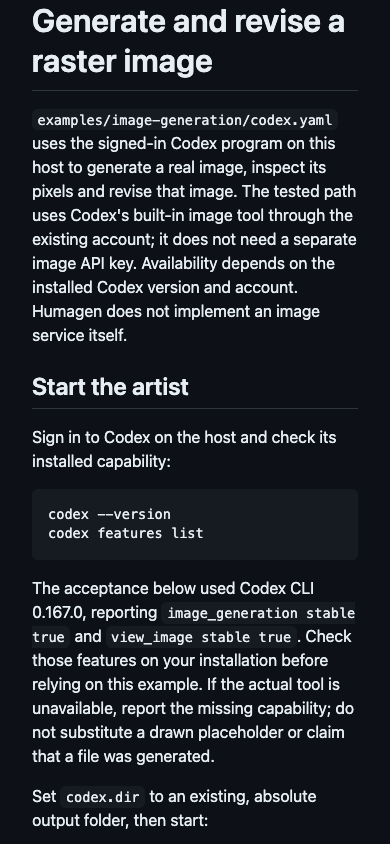 Generate and revise a
raster image
examples/image-generation/codex.yaml
uses the signed-in Codex program on this
host to generate a real image, inspect its
pixels and revise that image. The tested path
uses Codex's built-in image tool through the
existing account; it does not need a separate
image API key. Availability depends on the
installed Codex version and account.
Humagen does not implement an image
service itself.
Start the artist
Sign in to Codex on the host and check its
installed capability:
codex --version
codex features list
The acceptance below used Codex CLI
0.167.0, reporting image_generation stable
true and view_image stable true. Check
those features on your installation before
relying on this example. If the actual tool is
unavailable, report the missing capability; do
not substitute a drawn placeholder or claim
that a file was generated.
Set codex.dir to an existing, absolute
output folder, then start: